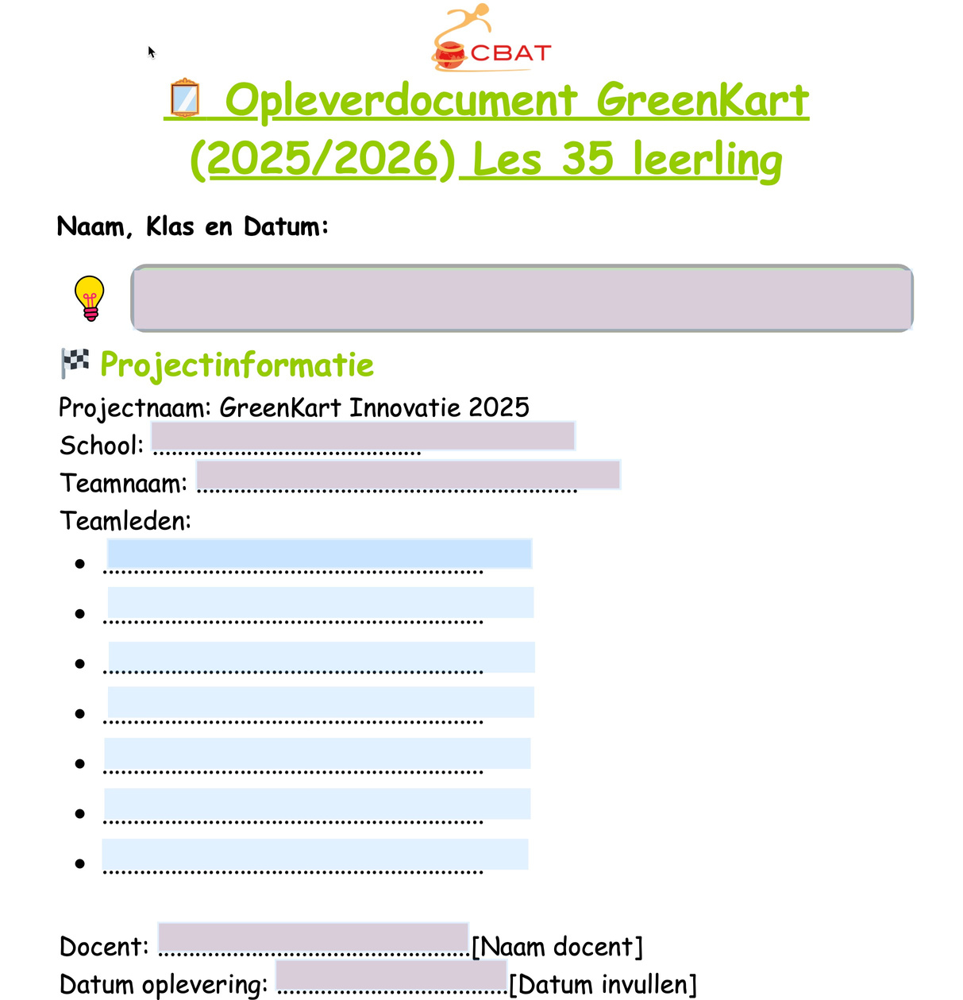 CBAT
Opleverdocument GreenKart
(2025/2026) Les 35 leerling
Naam, Klas en Datum:
Projectinformatie
Projectnaam: GreenKart Innovatie 2025
School: ............................................
Teamnaam: ..............................................................
Teamleden:
• ..............................................................
• ..............................................................
• ..............................................................
• ..............................................................
• ..............................................................
• ..............................................................
• ..............................................................
Docent: ...................................................[Naam docent]
Datum oplevering: ......................................[Datum invullen]